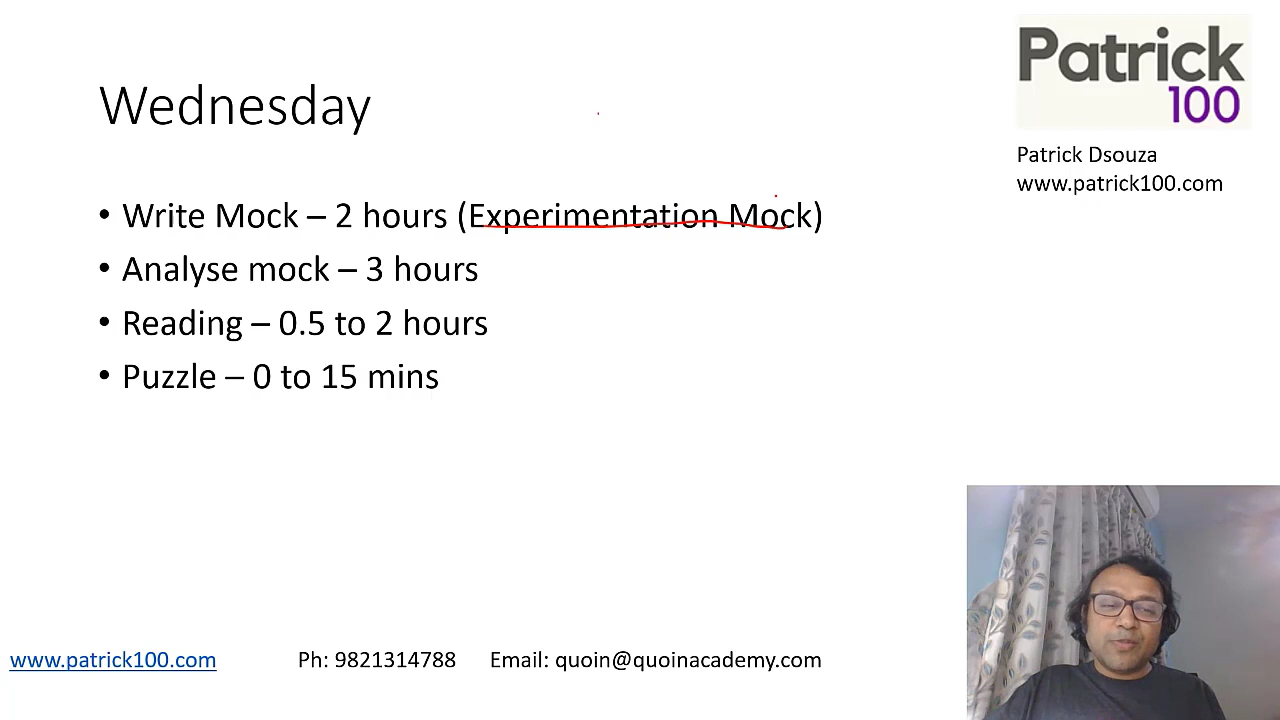 Patrick
100
Wednesday
Patrick Dsouza
www.patrick100.com
• Write Mock – 2 hours (Experimentation Mock)
• Analyse mock – 3 hours
• Reading – 0.5 to 2 hours
• Puzzle – 0 to 15 mins
www.patrick100.com Ph: 9821314788 Email: quoin@quoinacademy.com